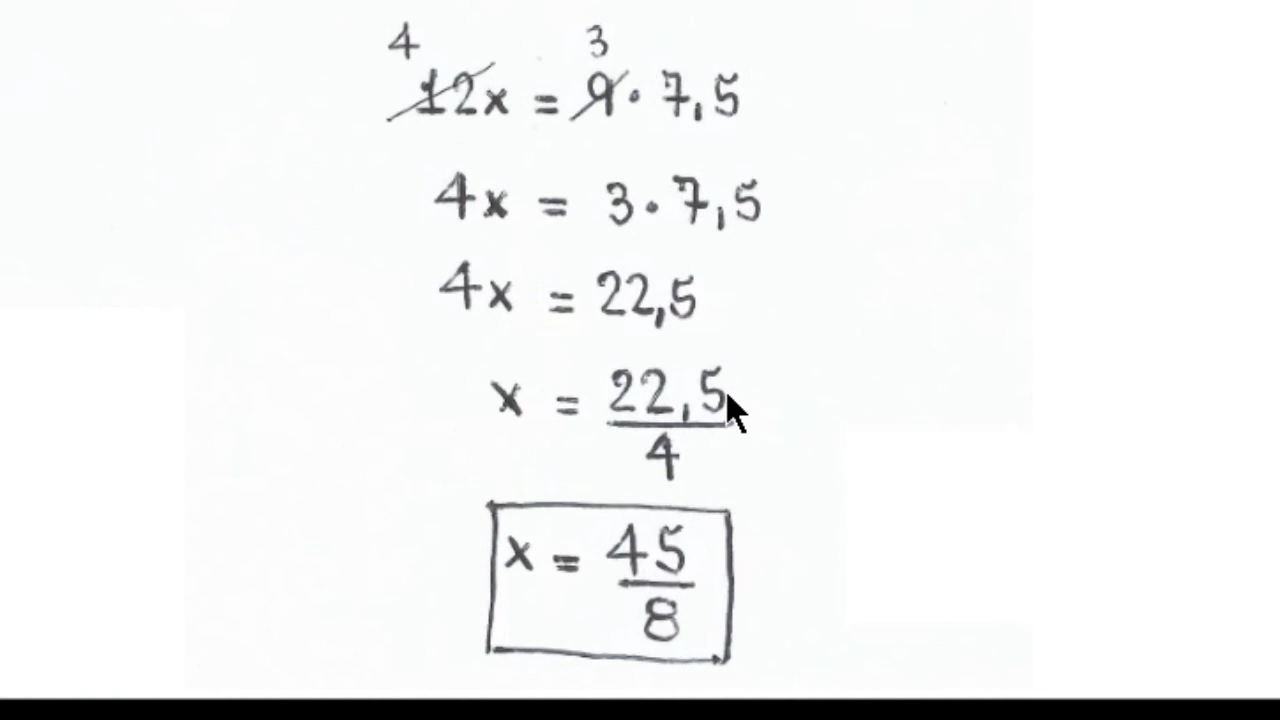 4 3
12x = 9 · 7,5
4x = 3 · 7,5
4x = 22,5
x = 22,5
4
x = 45
8